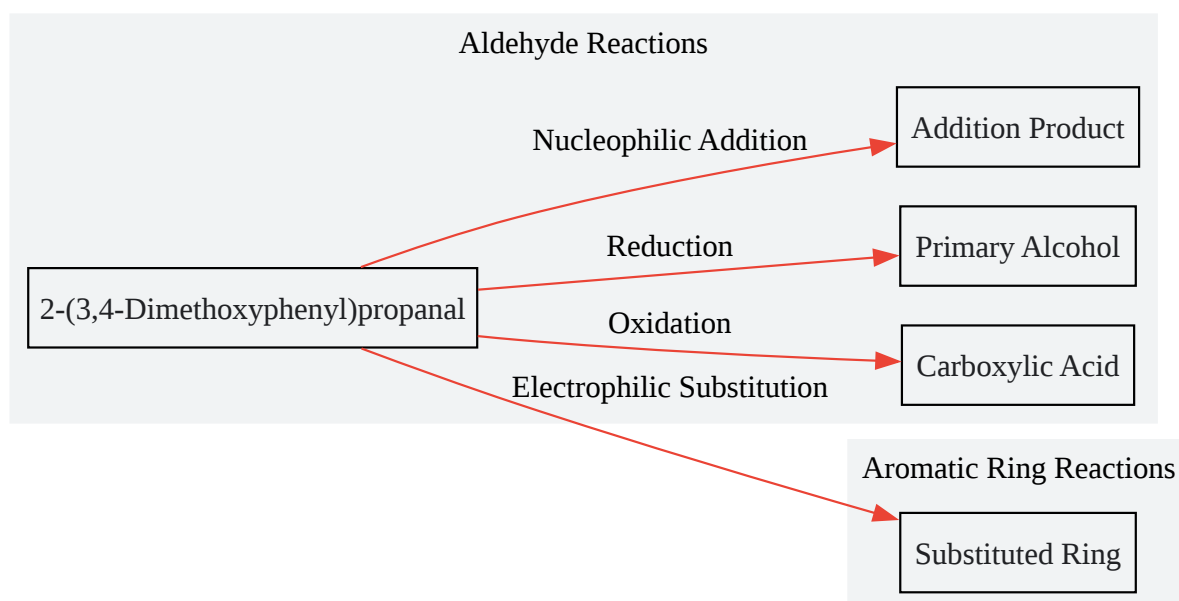 Aldehyde Reactions
Nucleophilic Addition
Addition Product
Reduction
Primary Alcohol
2-(3,4-Dimethoxyphenyl)propanal
Oxidation
Carboxylic Acid
Electrophilic Substitution
Aromatic Ring Reactions
Substituted Ring